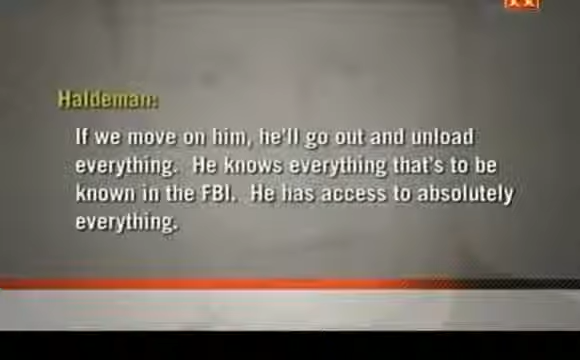 Haldeman:
If we move on him, he'll go out and unload
everything. He knows everything that's to be
known in the FBI. He has access to absolutely
everything.